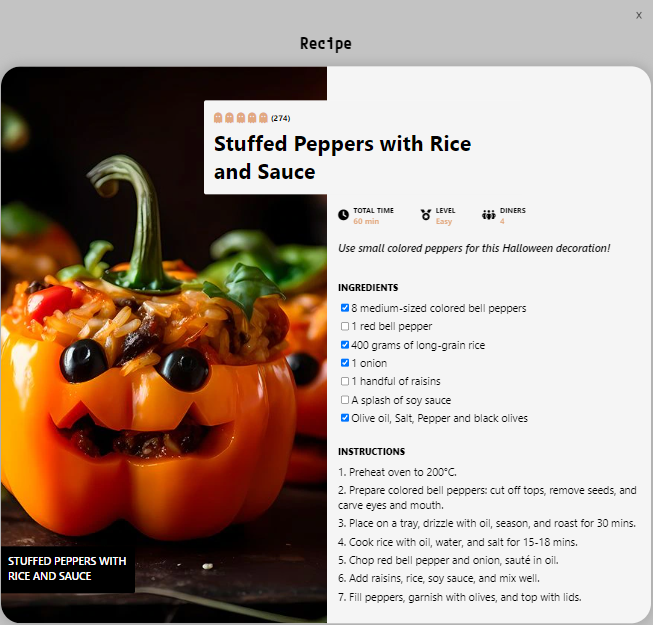 x
Recipe
(274)
Stuffed Peppers with Rice
and Sauce
TOTAL TIME
60 min
LEVEL
Easy
DINERS
4
Use small colored peppers for this Halloween decoration!
INGREDIENTS
8 medium-sized colored bell peppers
1 red bell pepper
400 grams of long-grain rice
1 onion
1 handful of raisins
A splash of soy sauce
Olive oil, Salt, Pepper and black olives
INSTRUCTIONS
1. Preheat oven to 200°C.
2. Prepare colored bell peppers: cut off tops, remove seeds, and
carve eyes and mouth.
3. Place on a tray, drizzle with oil, season, and roast for 30 mins.
4. Cook rice with oil, water, and salt for 15-18 mins.
5. Chop red bell pepper and onion, sauté in oil.
6. Add raisins, rice, soy sauce, and mix well.
7. Fill peppers, garnish with olives, and top with lids.
STUFFED PEPPERS WITH
RICE AND SAUCE